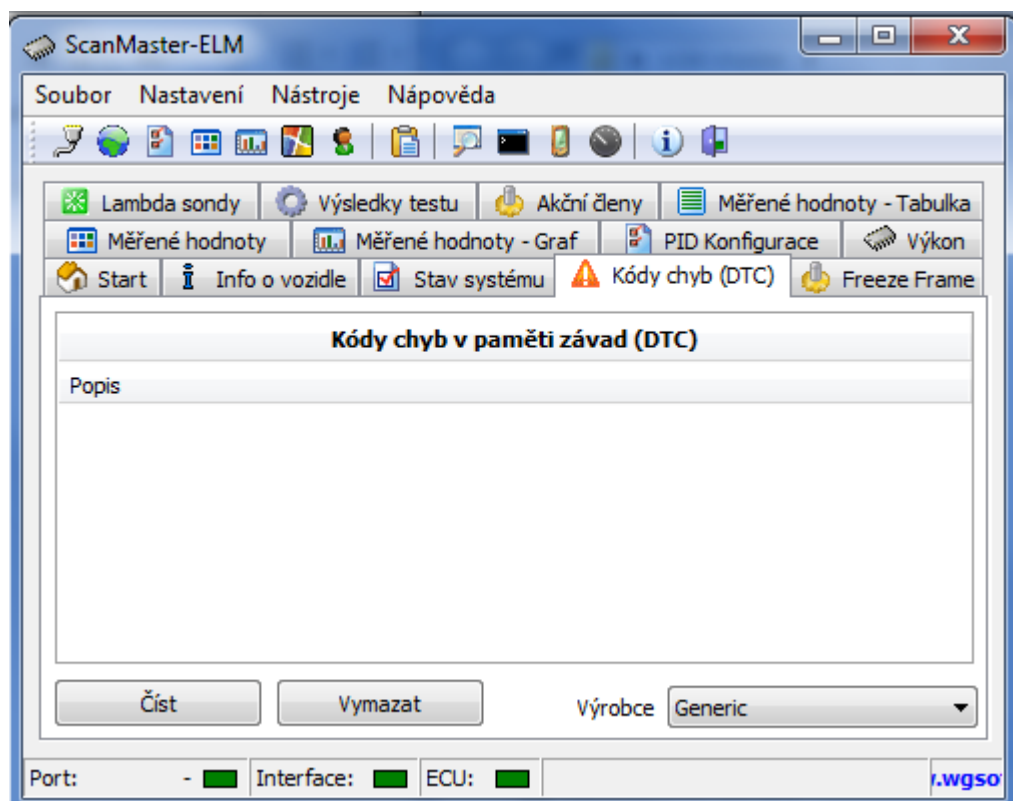 ScanMaster-ELM
Soubor Nastavení Nástroje Nápověda
Lambda sondy Výsledky testu Akční členy Měřené hodnoty - Tabulka
Měřené hodnoty Měřené hodnoty - Graf PID Konfigurace Výkon
Start Info o vozidle Stav systému Kódy chyb (DTC) Freeze Frame
Kódy chyb v paměti závad (DTC)
Popis
Číst Vymazat Výrobce Generic
Port: - Interface: ECU: